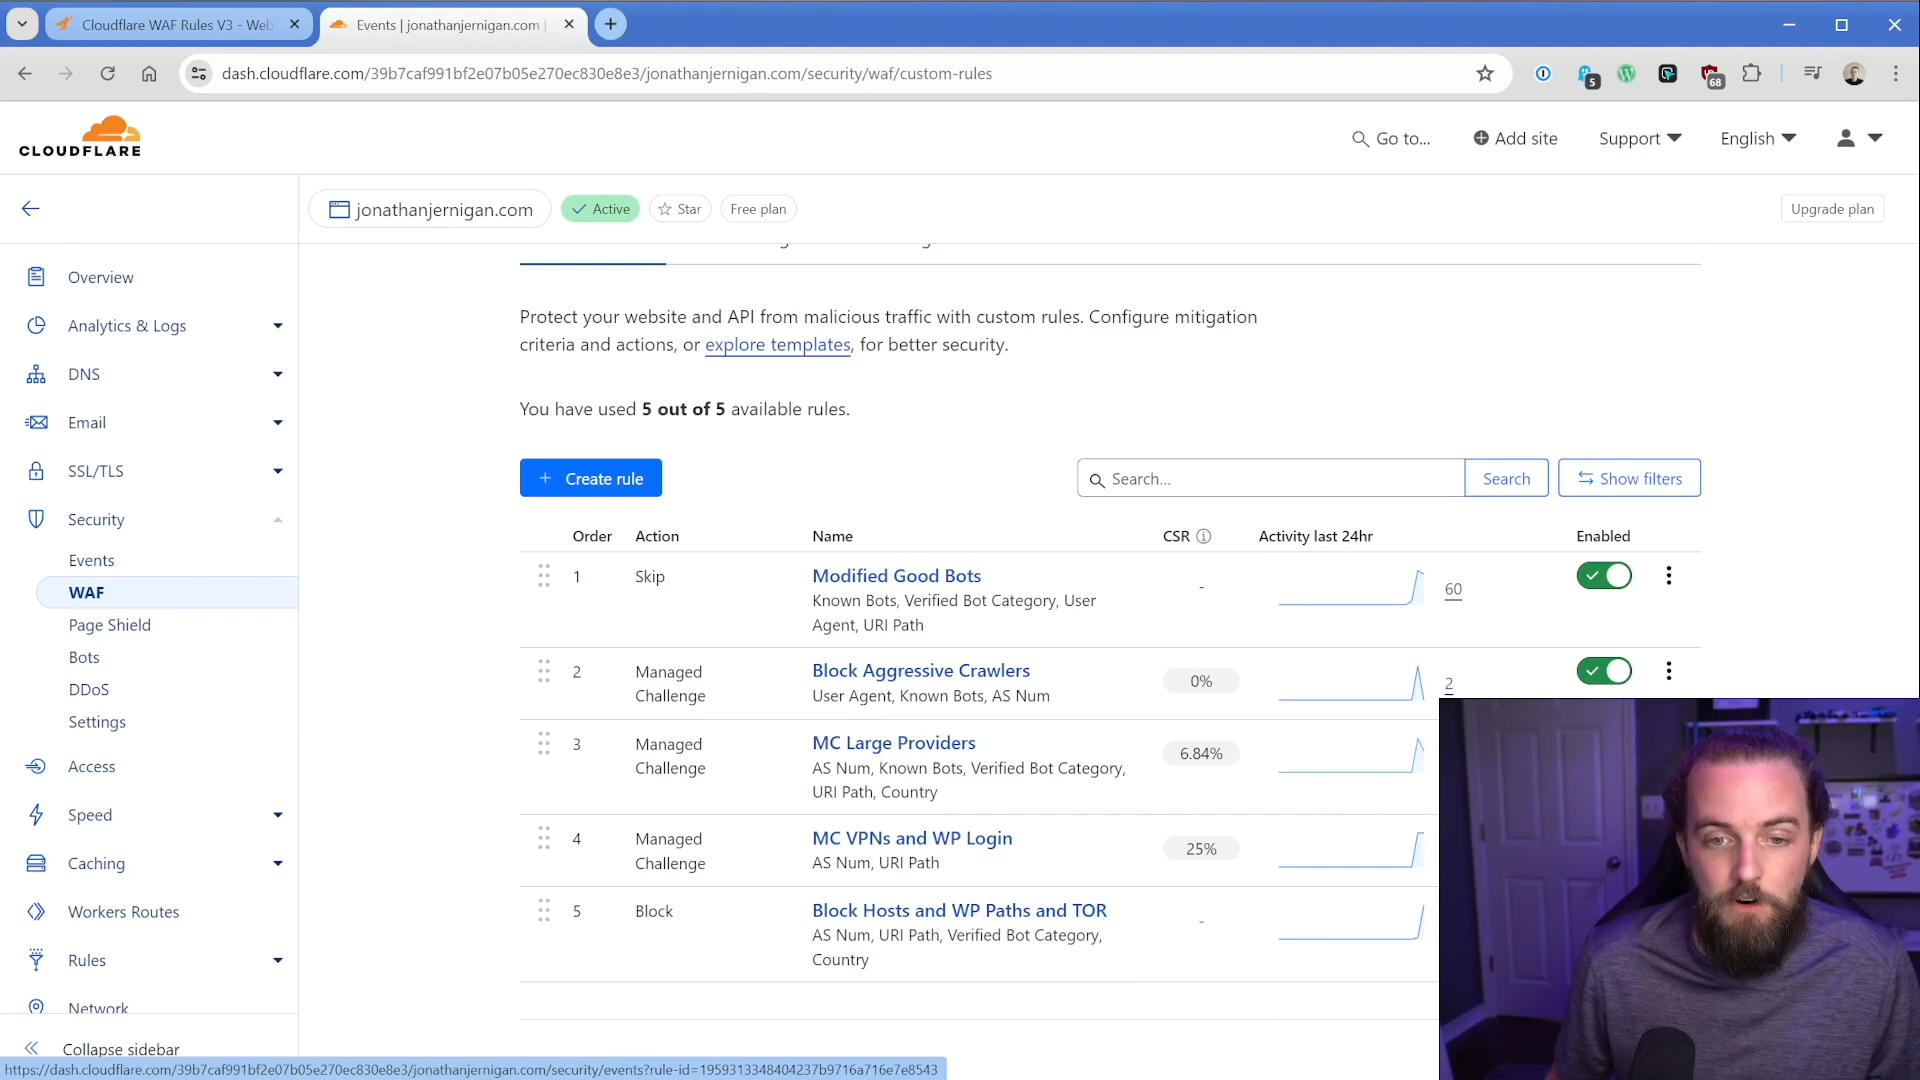 Cloudflare WAF Rules V3 - Web
Events | jonathanjernigan.com |
dash.cloudflare.com/39b7caf991bf2e07b05e270ec830e8e3/jonathanjernigan.com/security/waf/custom-rules
5
68
CLOUDFLARE
Go to...
Add site
Support
English
jonathanjernigan.com
Active
Star
Free plan
Upgrade plan
Overview
Analytics & Logs
DNS
Email
SSL/TLS
Security
Events
WAF
Page Shield
Bots
DDoS
Settings
Access
Speed
Caching
Workers Routes
Rules
Network
Collapse sidebar
Protect your website and API from malicious traffic with custom rules. Configure mitigation
criteria and actions, or explore templates, for better security.
You have used 5 out of 5 available rules.
+ Create rule
Search...
Search
Show filters
Order Action Name CSR Activity last 24hr Enabled
1 Skip Modified Good Bots - 60
Known Bots, Verified Bot Category, User
Agent, URI Path
2 Managed Challenge Block Aggressive Crawlers 0% 2
User Agent, Known Bots, AS Num
3 Managed Challenge MC Large Providers 6.84%
AS Num, Known Bots, Verified Bot Category,
URI Path, Country
4 Managed Challenge MC VPNs and WP Login 25%
AS Num, URI Path
5 Block Block Hosts and WP Paths and TOR -
AS Num, URI Path, Verified Bot Category,
Country
https://dash.cloudflare.com/39b7caf991bf2e07b05e270ec830e8e3/jonathanjernigan.com/security/events?rule-id=1959313348404237b9716a716e7e8543